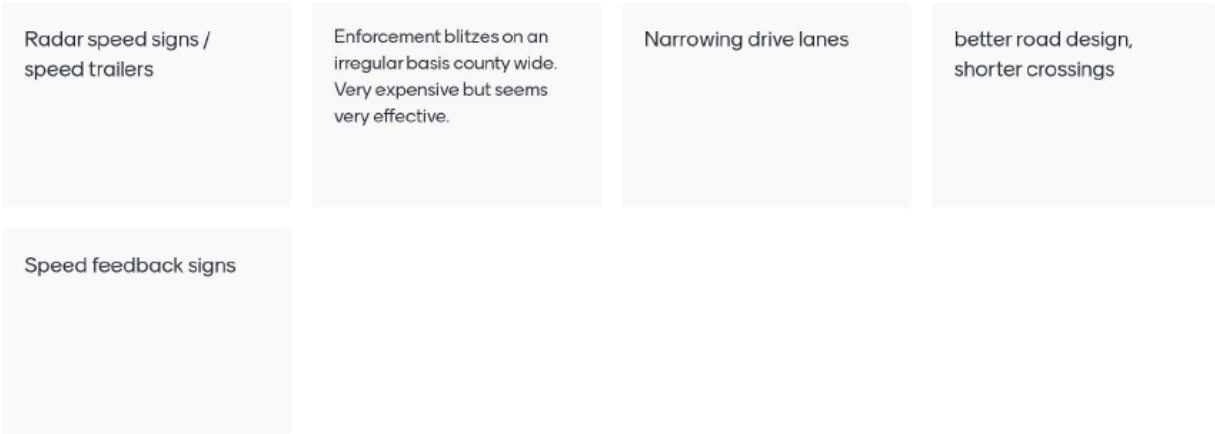 Radar speed signs /
speed trailers
Enforcement blitzes on an
irregular basis county wide.
Very expensive but seems
very effective.
Narrowing drive lanes
better road design,
shorter crossings
Speed feedback signs